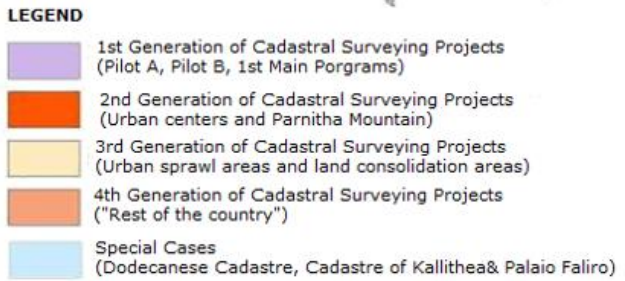 LEGEND
1st Generation of Cadastral Surveying Projects
(Pilot A, Pilot B, 1st Main Porgrams)
2nd Generation of Cadastral Surveying Projects
(Urban centers and Parnitha Mountain)
3rd Generation of Cadastral Surveying Projects
(Urban sprawl areas and land consolidation areas)
4th Generation of Cadastral Surveying Projects
("Rest of the country")
Special Cases
(Dodecanese Cadastre, Cadastre of Kallithea& Palaio Faliro)